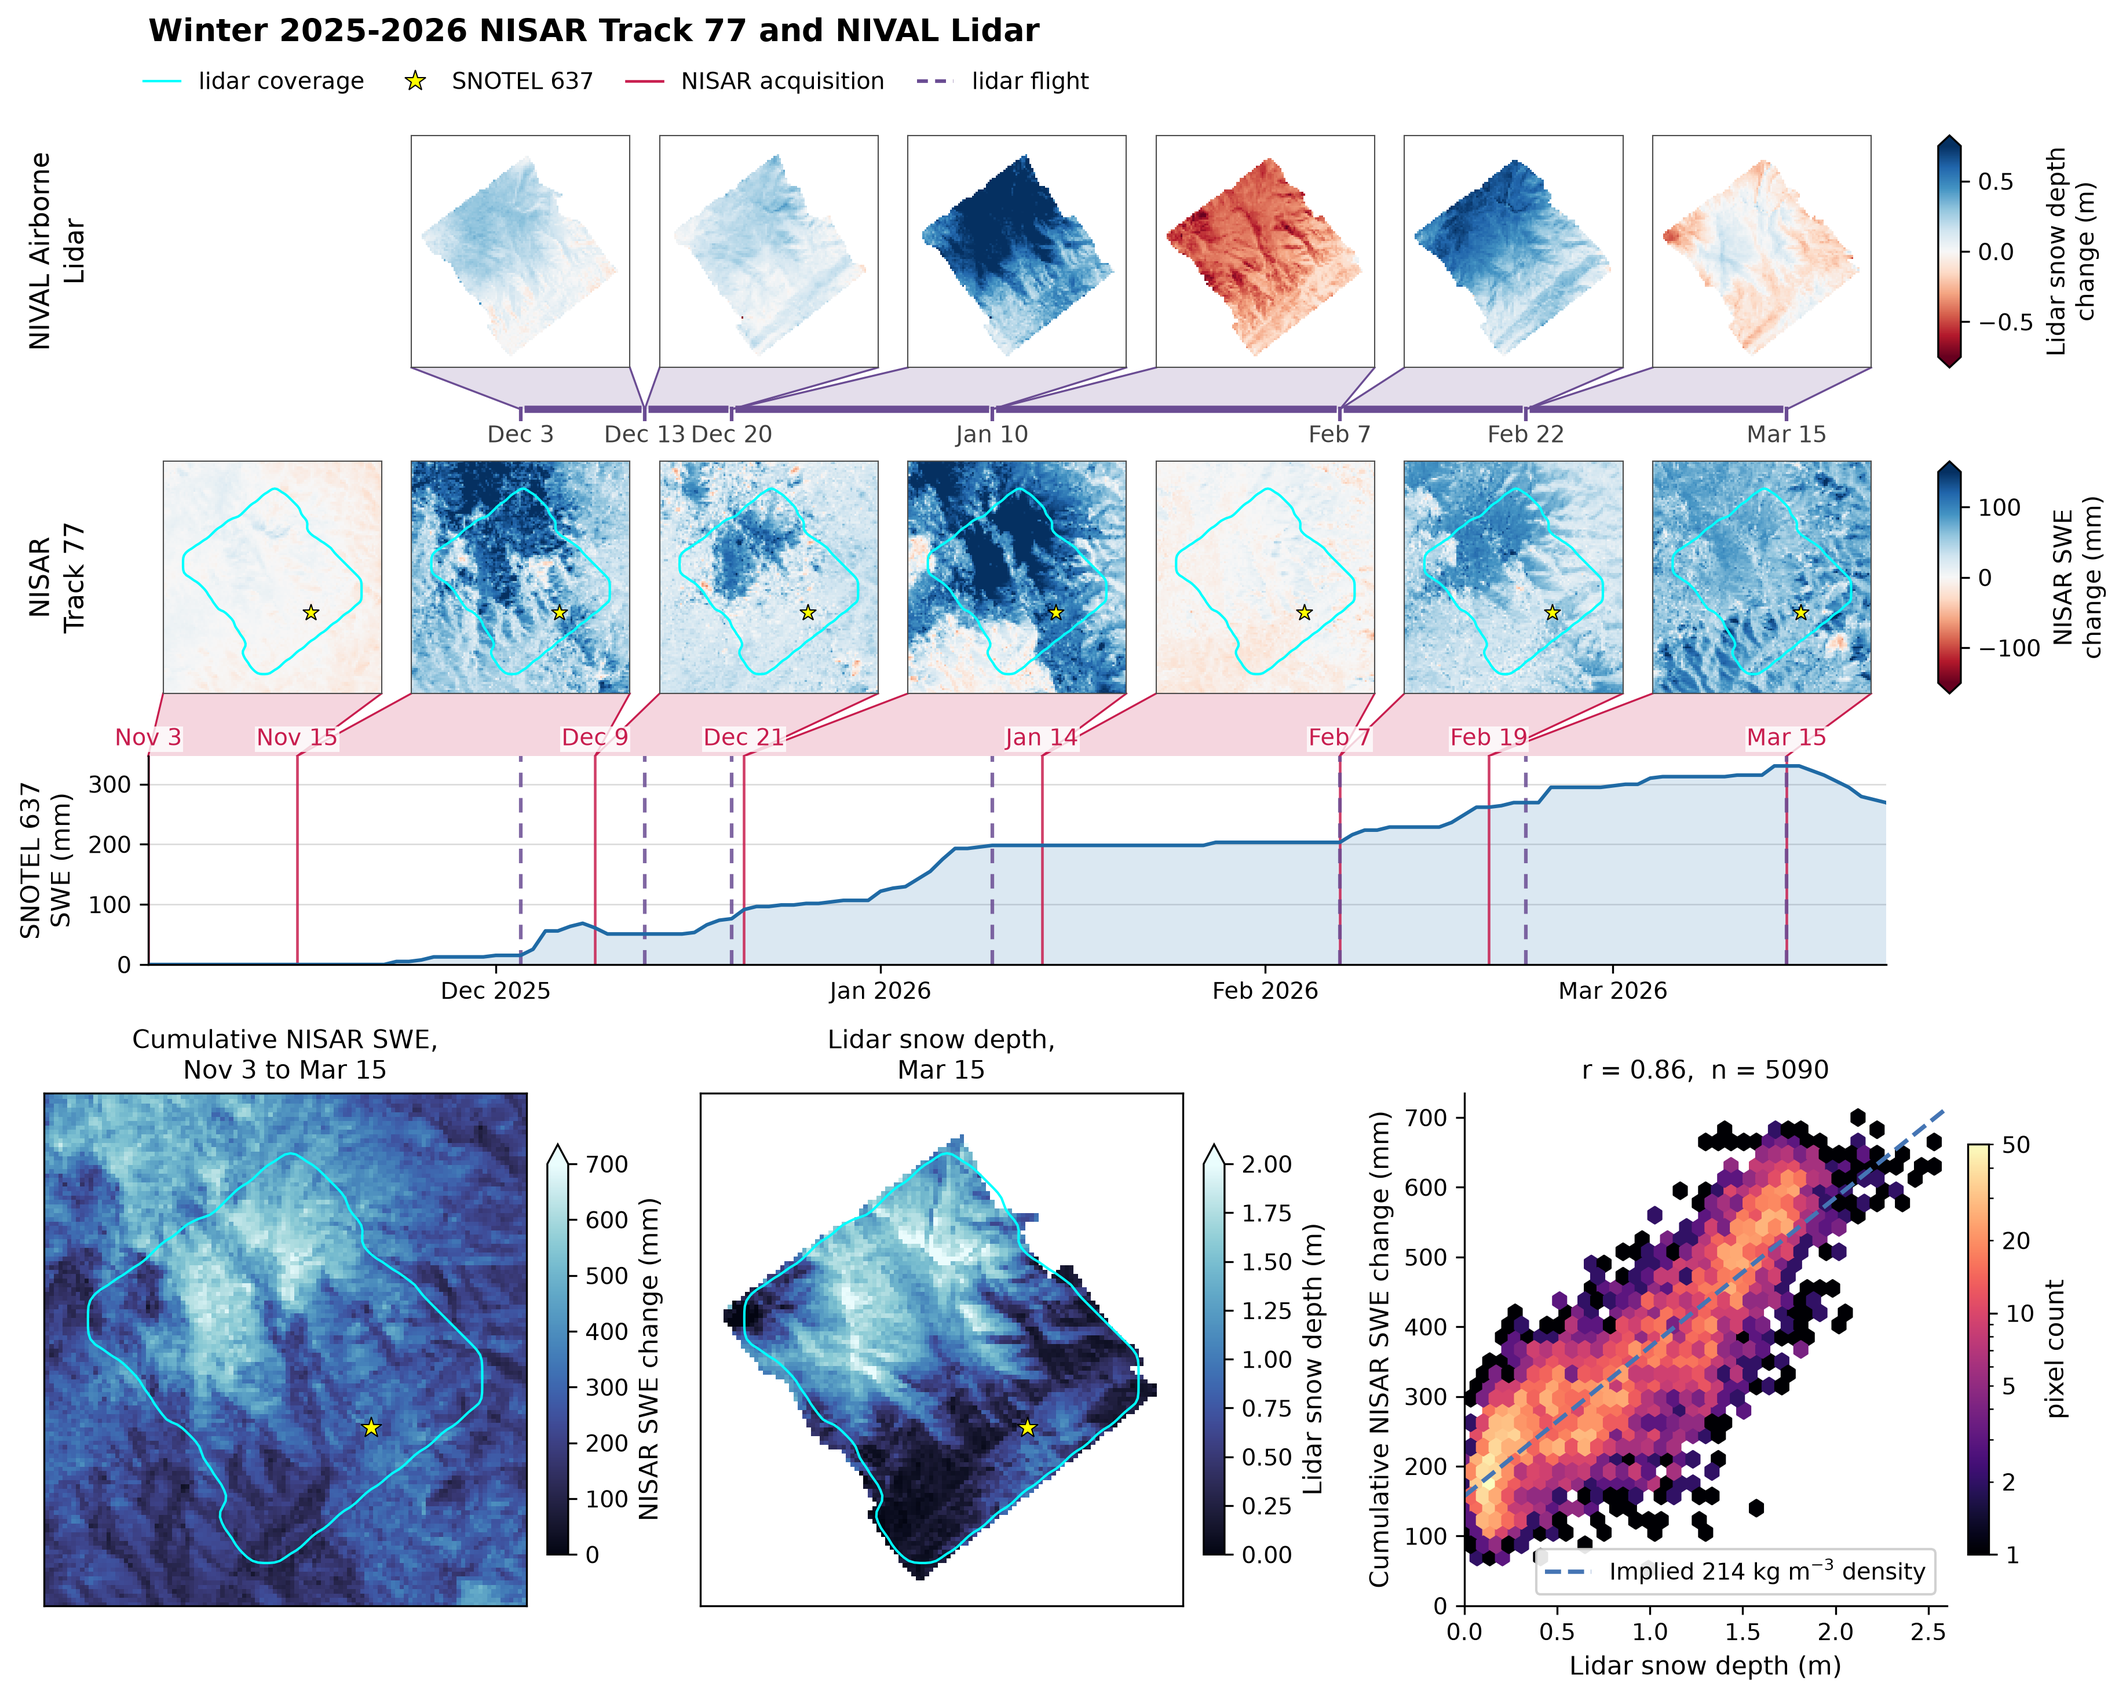 Winter 2025-2026 NISAR Track 77 and NIVAL Lidar
lidar coverage
SNOTEL 637
NISAR acquisition
lidar flight
NIVAL Airborne
Lidar
0.5
0.0
−0.5
Lidar snow depth
change (m)
Dec 3
Dec 13
Dec 20
Jan 10
Feb 7
Feb 22
Mar 15
NISAR
Track 77
100
0
−100
NISAR SWE
change (mm)
Nov 3
Nov 15
Dec 9
Dec 21
Jan 14
Feb 7
Feb 19
Mar 15
SNOTEL 637
SWE (mm)
300
200
100
0
Dec 2025
Jan 2026
Feb 2026
Mar 2026
Cumulative NISAR SWE,
Nov 3 to Mar 15
700
600
500
400
300
200
100
0
NISAR SWE change (mm)
Lidar snow depth,
Mar 15
2.00
1.75
1.50
1.25
1.00
0.75
0.50
0.25
0.00
Lidar snow depth (m)
r = 0.86, n = 5090
Cumulative NISAR SWE change (mm)
700
600
500
400
300
200
100
0
0.0
0.5
1.0
1.5
2.0
2.5
Lidar snow depth (m)
Implied 214 kg m⁻³ density
50
20
10
5
2
1
pixel count